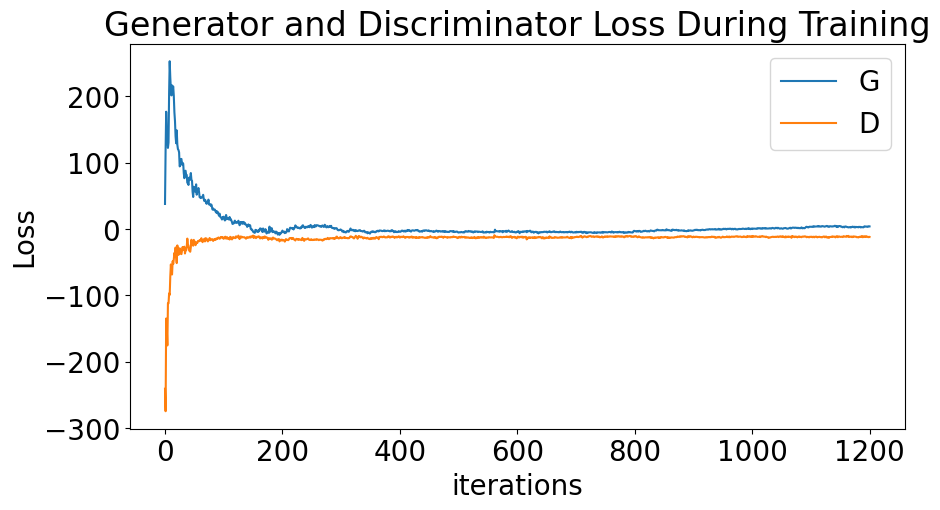 Generator and Discriminator Loss During Training
G
D
Loss
200
100
0
−100
−200
−300
0 200 400 600 800 1000 1200
iterations